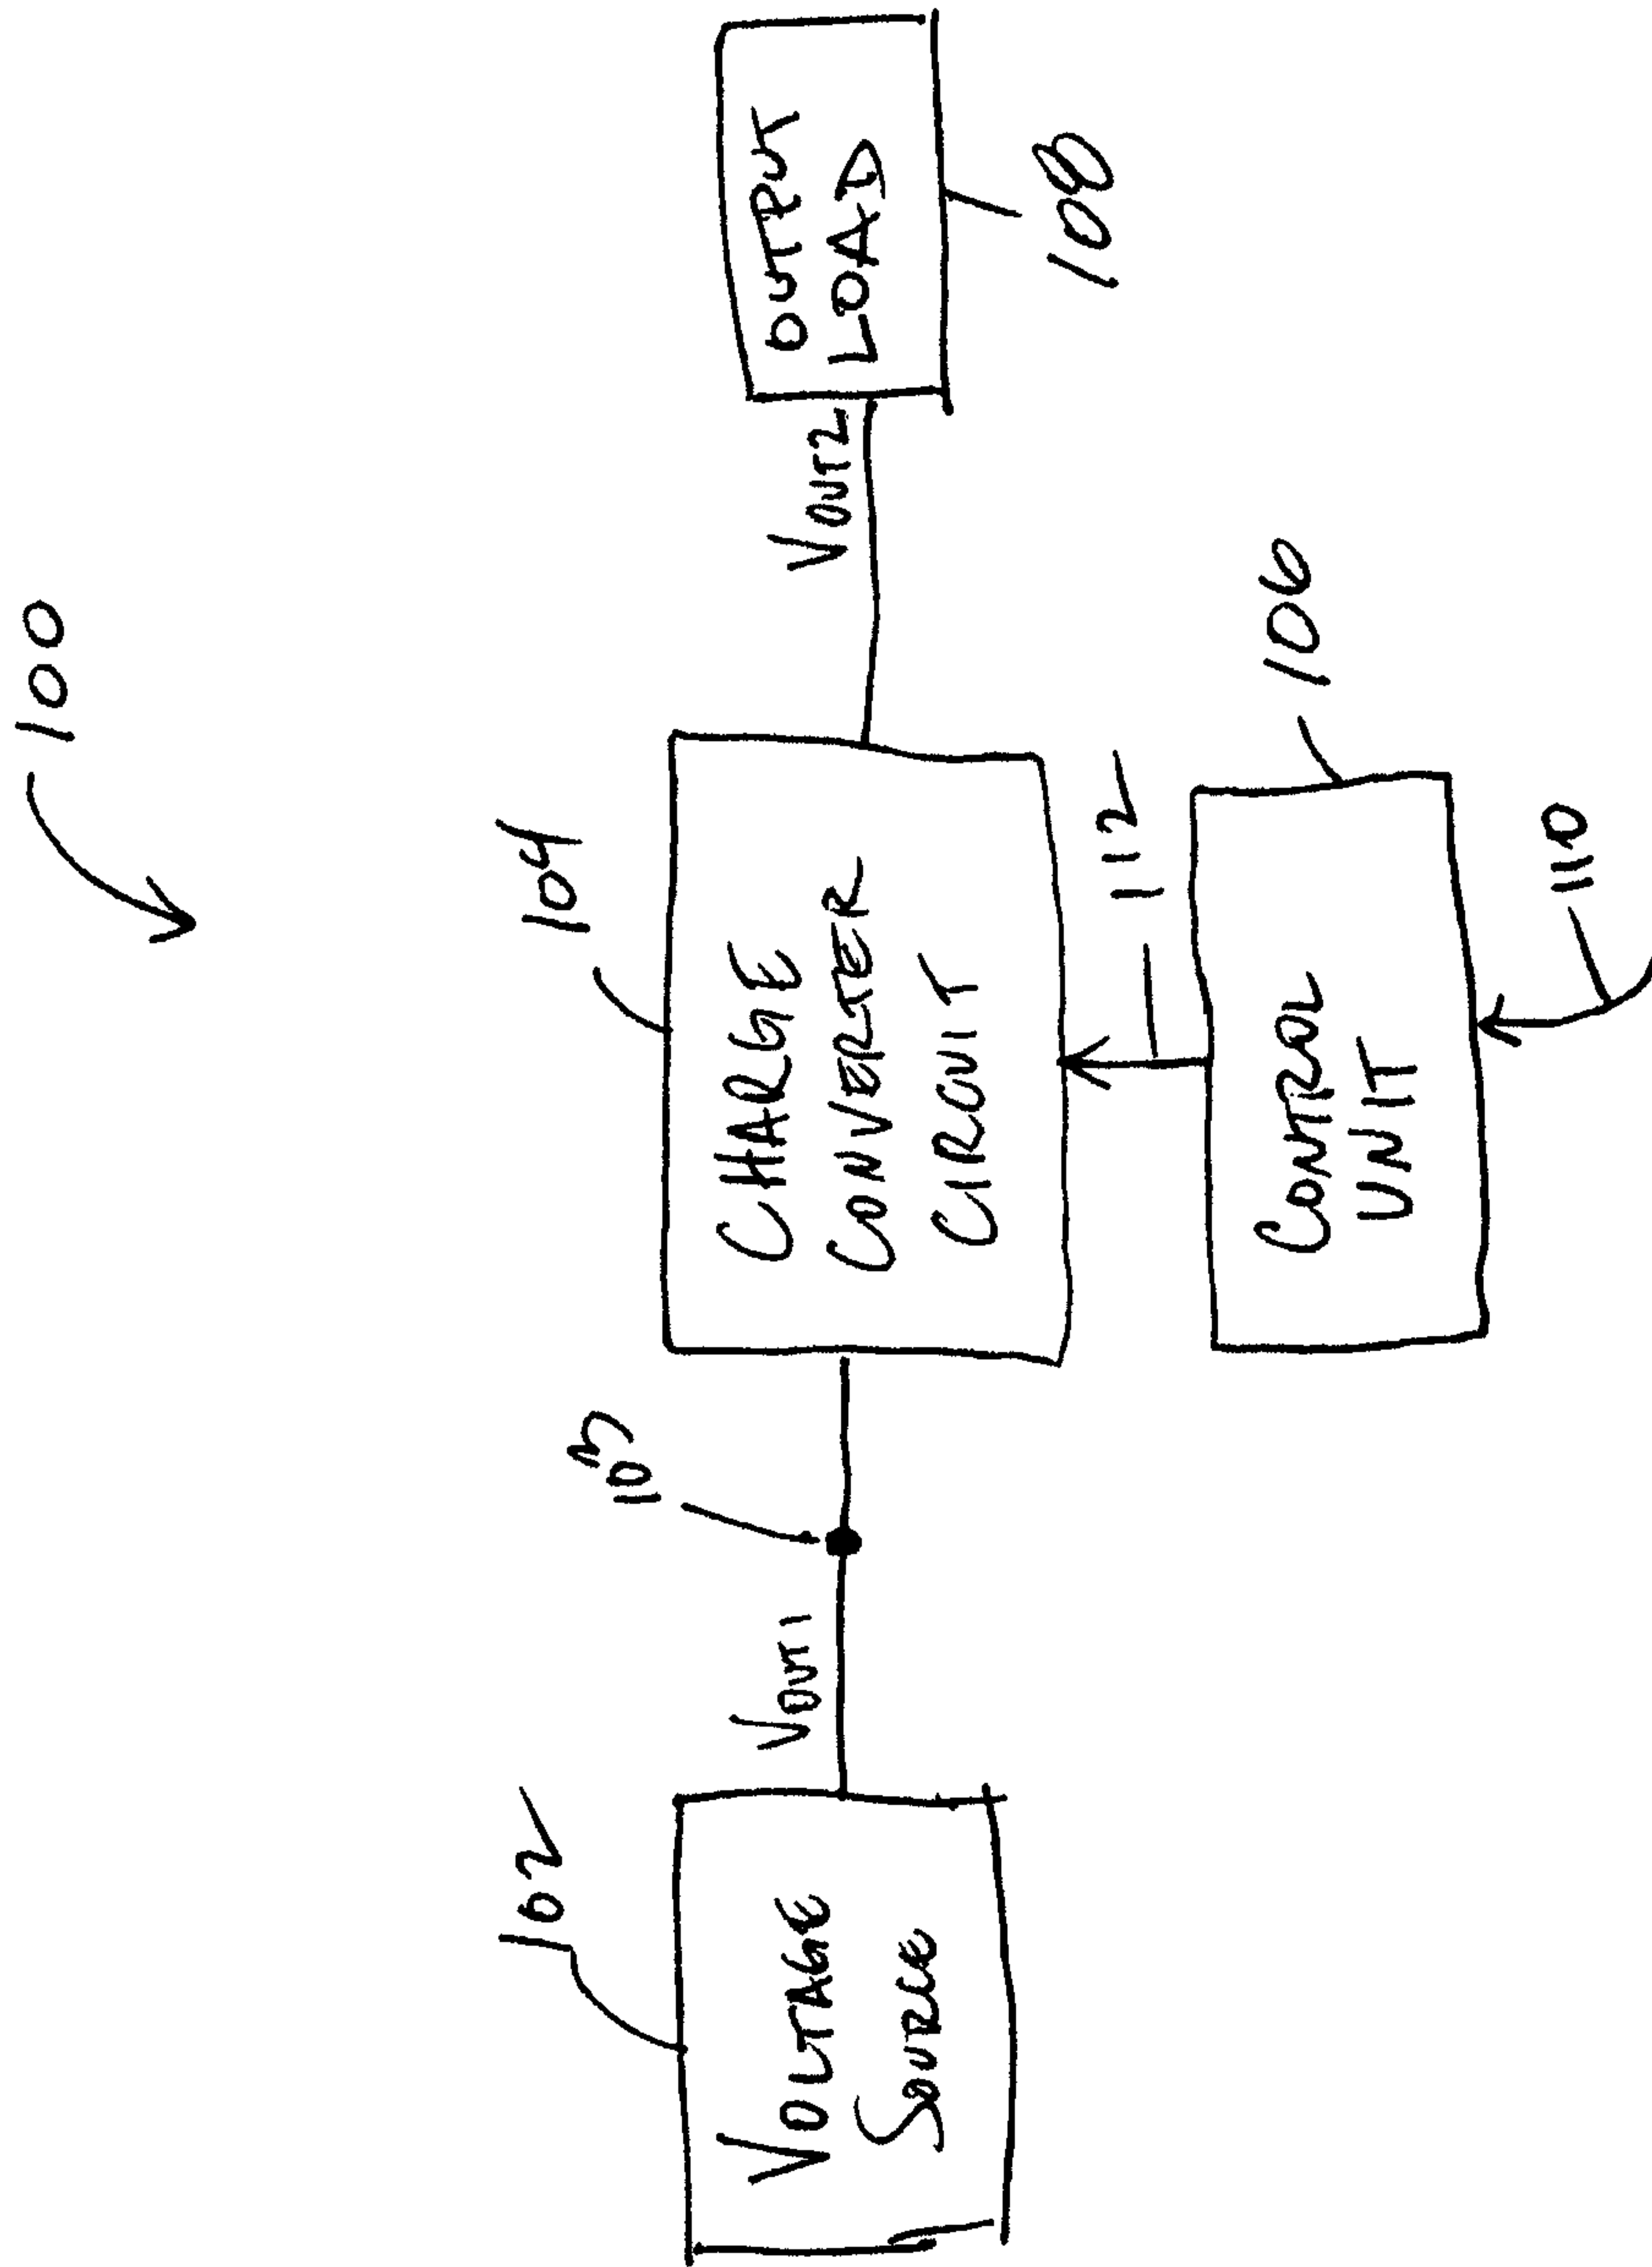 100
102
VOLTAGE
SOURCE
VOUT1
103
104
CHARGE
CONVERTER
CIRCUIT
VOUT2
OUTPUT
LOAD
108
112
CONTROL
UNIT
106
110